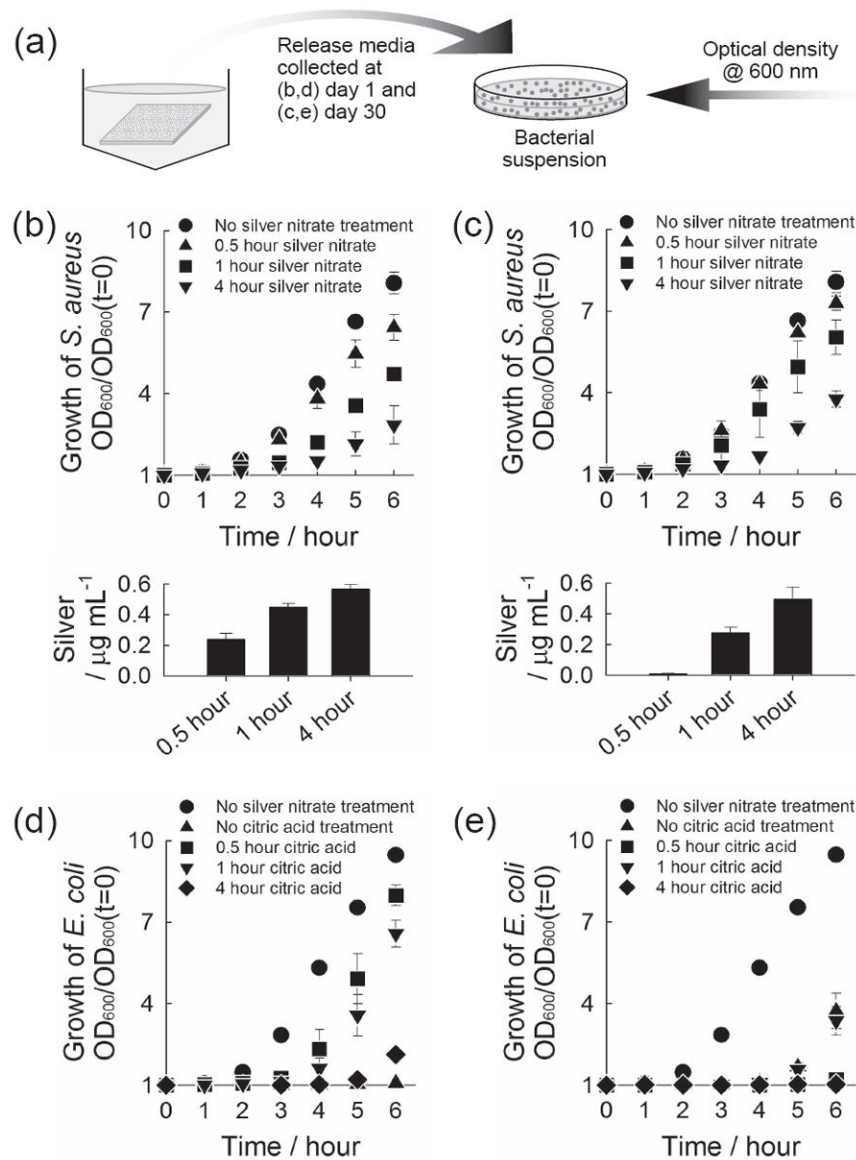 (a)
Release media
collected at
(b,d) day 1 and
(c,e) day 30
Bacterial
suspension
Optical density
@ 600 nm
(b)
Growth of S. aureus
OD600/OD600(t=0)
10
7
4
1
No silver nitrate treatment
0.5 hour silver nitrate
1 hour silver nitrate
4 hour silver nitrate
0 1 2 3 4 5 6
Time / hour
Silver
/ μg mL-1
0.6
0.4
0.2
0.0
0.5 hour
1 hour
4 hour
(c)
Growth of S. aureus
OD600/OD600(t=0)
10
7
4
1
No silver nitrate treatment
0.5 hour silver nitrate
1 hour silver nitrate
4 hour silver nitrate
0 1 2 3 4 5 6
Time / hour
Silver
/ μg mL-1
0.6
0.4
0.2
0.0
0.5 hour
1 hour
4 hour
(d)
Growth of E. coli
OD600/OD600(t=0)
10
7
4
1
No silver nitrate treatment
No citric acid treatment
0.5 hour citric acid
1 hour citric acid
4 hour citric acid
0 1 2 3 4 5 6
Time / hour
(e)
Growth of E. coli
OD600/OD600(t=0)
10
7
4
1
No silver nitrate treatment
No citric acid treatment
0.5 hour citric acid
1 hour citric acid
4 hour citric acid
0 1 2 3 4 5 6
Time / hour